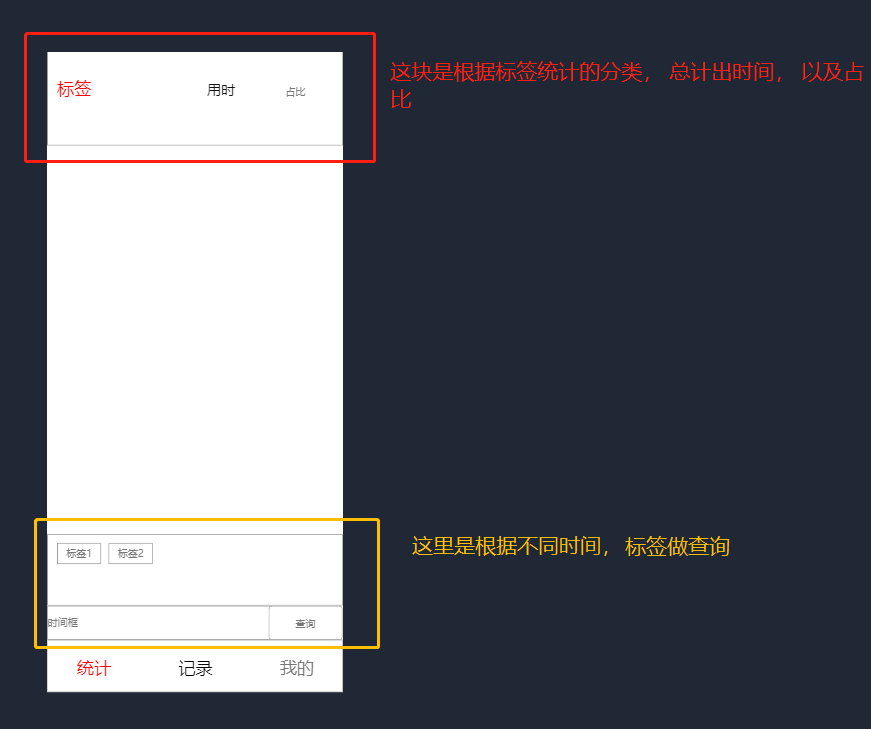 标签 用时 占比
这块是根据标签统计的分类， 总计出时间， 以及占
比
标签1 标签2
这里是根据不同时间，标签做查询
时间框 查询
统计 记录 我的